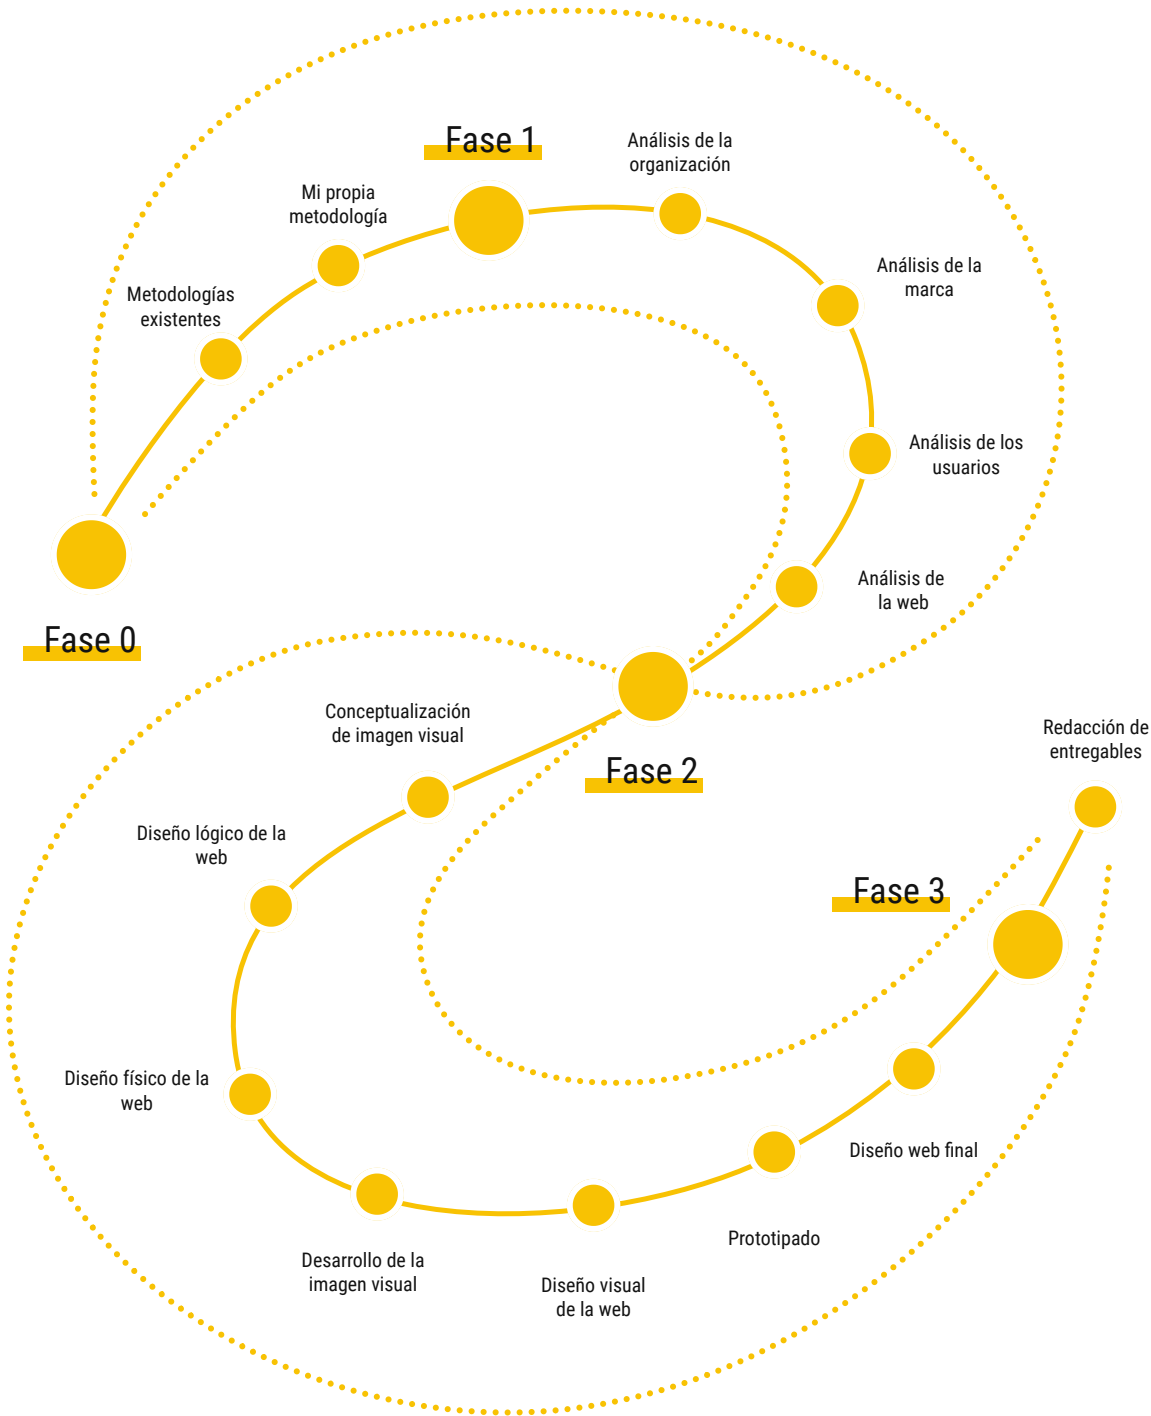 Fase 1
Análisis de la
organización
Mi propia
metodología
Análisis de la
marca
Metodologías
existentes
Análisis de los
usuarios
Análisis de
la web
Fase 0
Conceptualización
de imagen visual
Redacción de
entregables
Fase 2
Diseño lógico de la
web
Fase 3
Diseño físico de la
web
Diseño web final
Prototipado
Desarrollo de la
imagen visual
Diseño visual
de la web